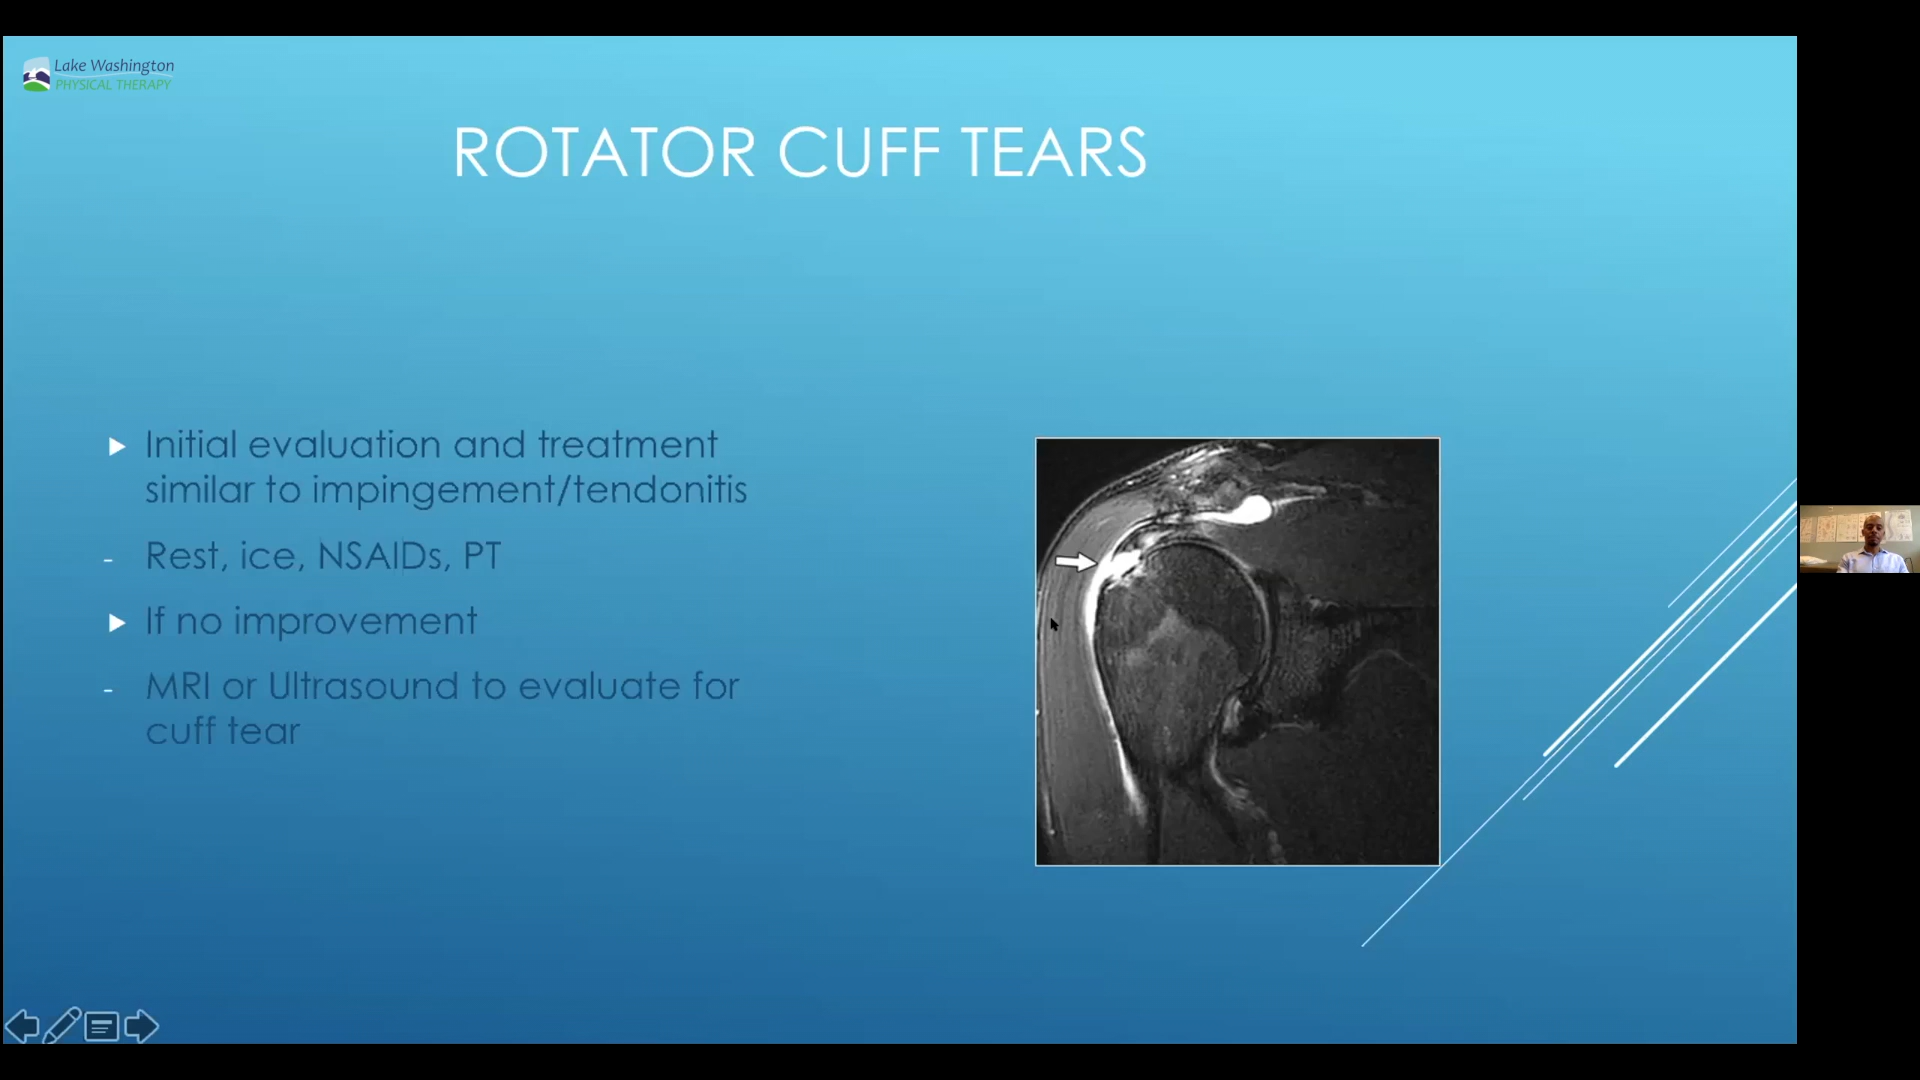 Lake Washington
PHYSICAL THERAPY
ROTATOR CUFF TEARS
Initial evaluation and treatment
similar to impingement/tendonitis
- Rest, ice, NSAIDs, PT
If no improvement
- MRI or Ultrasound to evaluate for
cuff tear